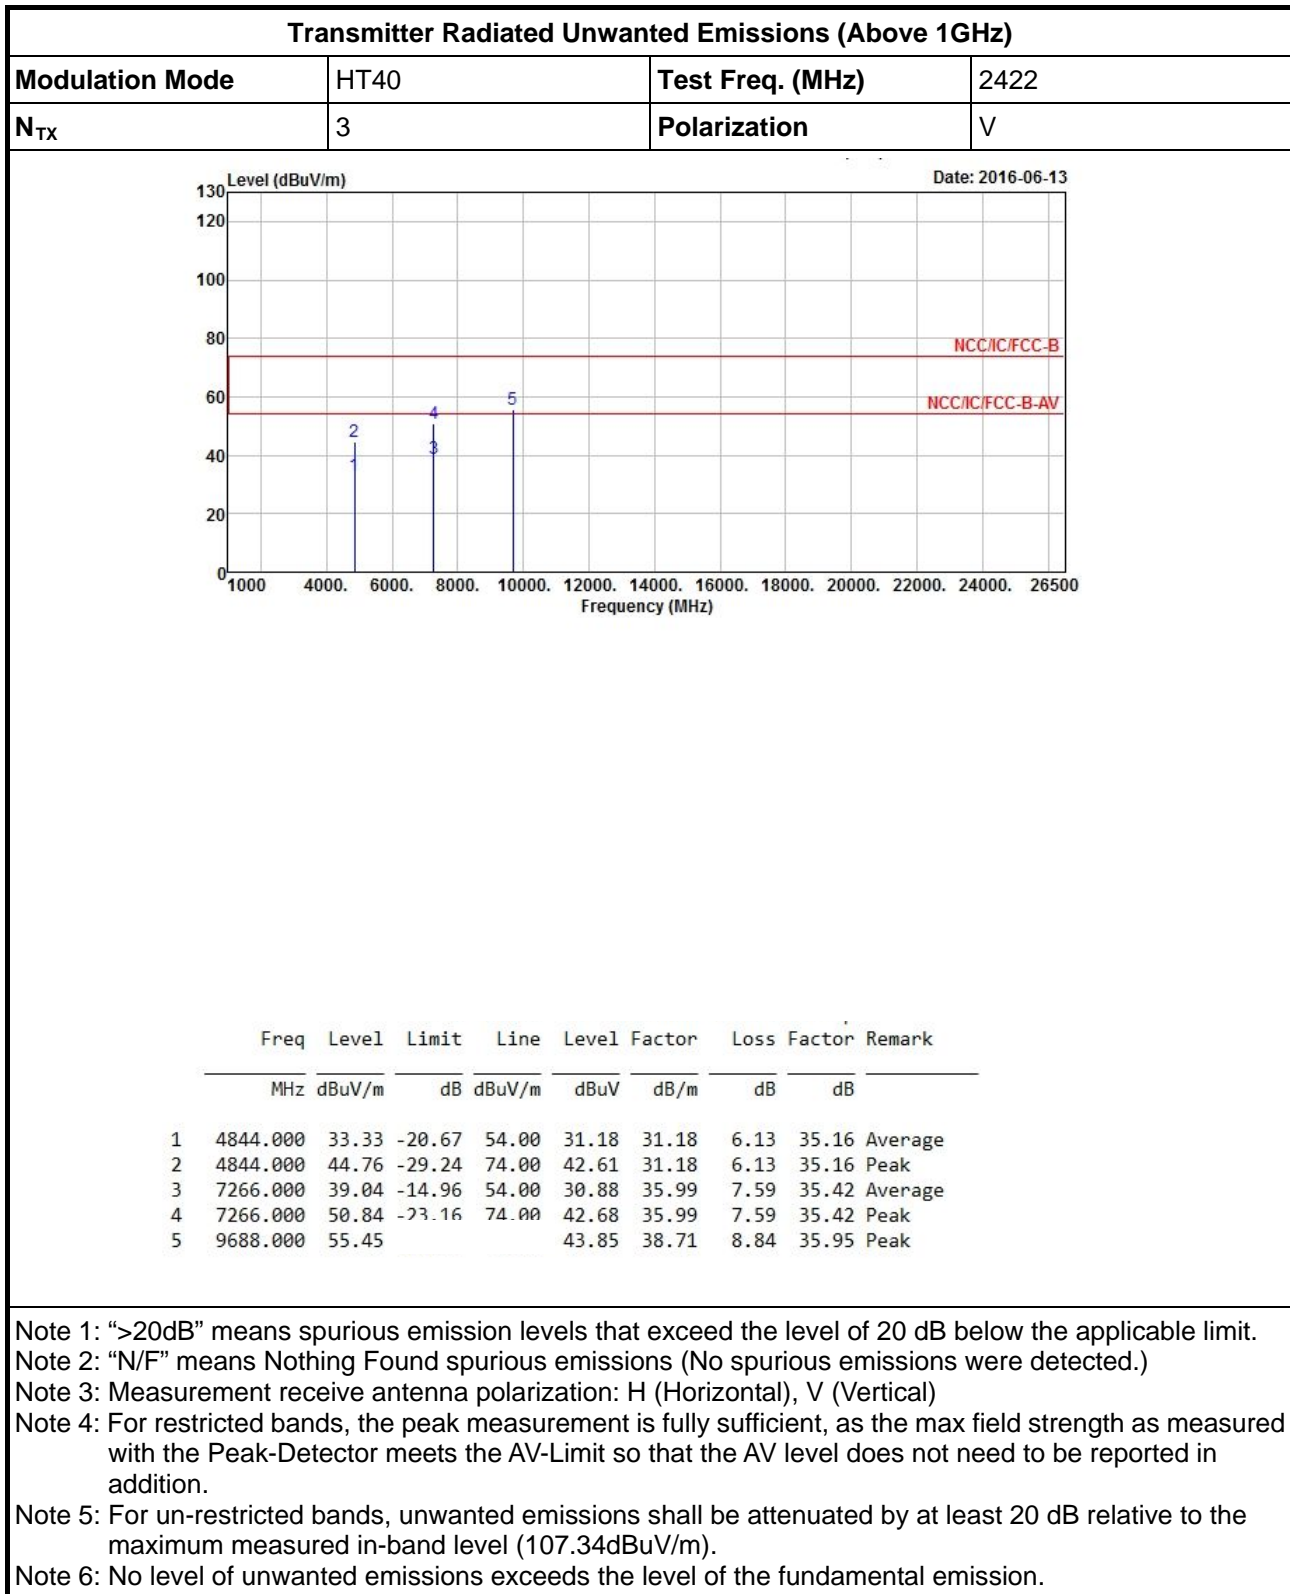 Transmitter Radiated Unwanted Emissions (Above 1GHz)
Modulation Mode HT40 Test Freq. (MHz) 2422
NTX 3 Polarization V
Level (dBuV/m) Date: 2016-06-13
130
120
100
80
NCC/IC/FCC-B
60
5
NCC/IC/FCC-B-AV
4
2
3
40
1
20
0
1000 4000. 6000. 8000. 10000. 12000. 14000. 16000. 18000. 20000. 22000. 24000. 26500
Frequency (MHz)
Freq Level Limit Line Level Factor Loss Factor Remark
MHz dBuV/m dB dBuV/m dBuV dB/m dB dB
1 4844.000 33.33 -20.67 54.00 31.18 31.18 6.13 35.16 Average
2 4844.000 44.76 -29.24 74.00 42.61 31.18 6.13 35.16 Peak
3 7266.000 39.04 -14.96 54.00 30.88 35.99 7.59 35.42 Average
4 7266.000 50.84 -23.16 74.00 42.68 35.99 7.59 35.42 Peak
5 9688.000 55.45 43.85 38.71 8.84 35.95 Peak
Note 1: “>20dB” means spurious emission levels that exceed the level of 20 dB below the applicable limit.
Note 2: “N/F” means Nothing Found spurious emissions (No spurious emissions were detected.)
Note 3: Measurement receive antenna polarization: H (Horizontal), V (Vertical)
Note 4: For restricted bands, the peak measurement is fully sufficient, as the max field strength as measured
with the Peak-Detector meets the AV-Limit so that the AV level does not need to be reported in
addition.
Note 5: For un-restricted bands, unwanted emissions shall be attenuated by at least 20 dB relative to the
maximum measured in-band level (107.34dBuV/m).
Note 6: No level of unwanted emissions exceeds the level of the fundamental emission.